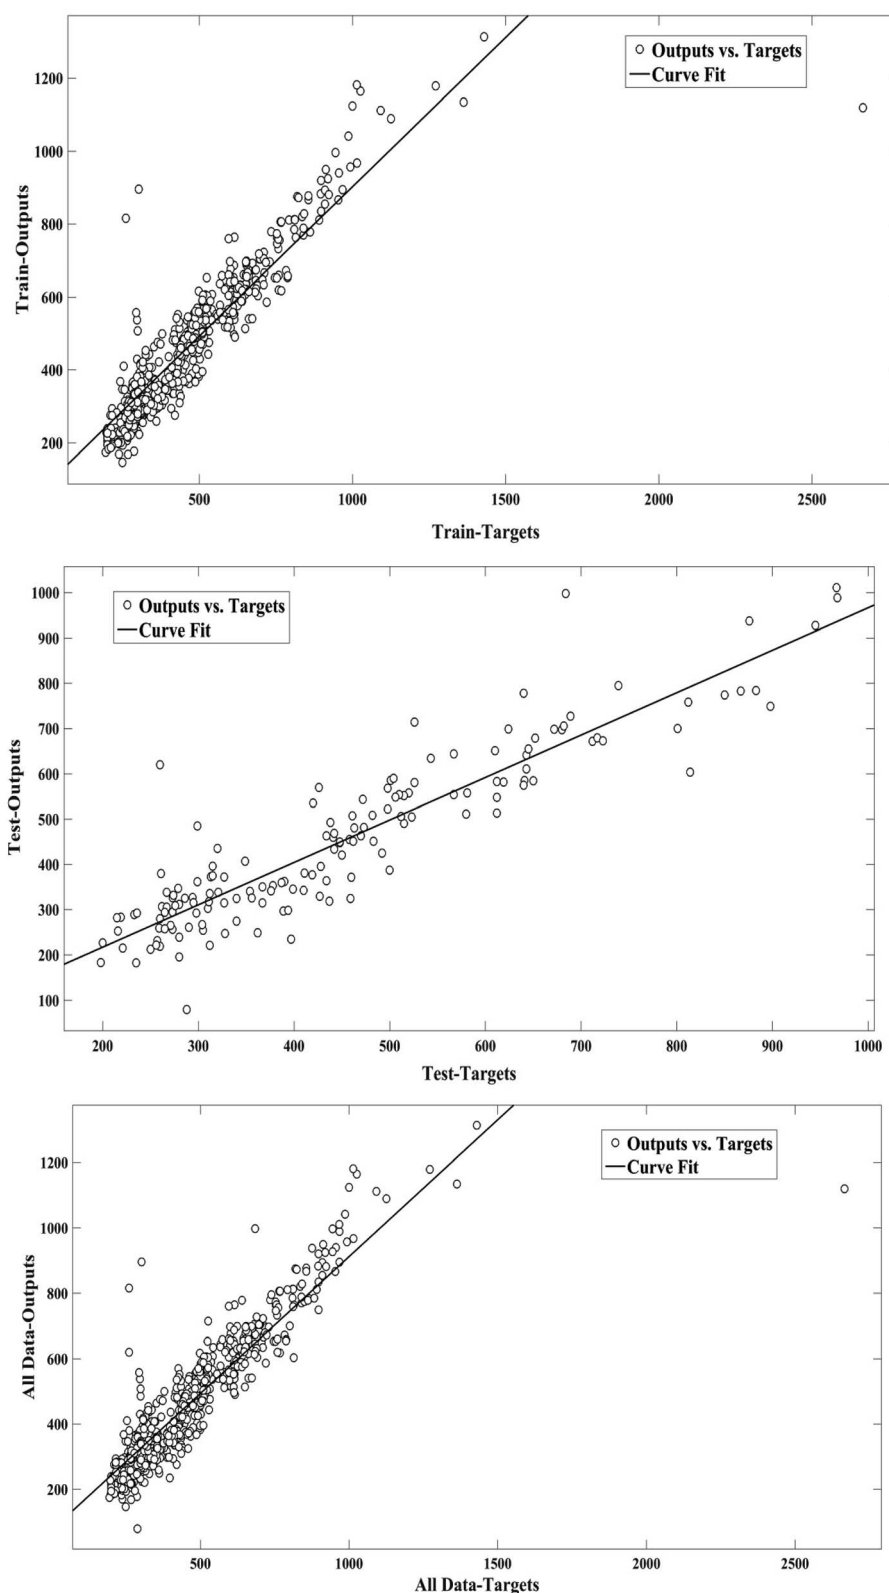 Outputs vs. Targets
Curve Fit
1200
1000
800
600
400
200
Train-Outputs
500 1000 1500 2000 2500
Train-Targets
Outputs vs. Targets
Curve Fit
1000
900
800
700
600
500
400
300
200
100
Test-Outputs
200 300 400 500 600 700 800 900 1000
Test-Targets
Outputs vs. Targets
Curve Fit
1200
1000
800
600
400
200
All Data-Outputs
500 1000 1500 2000 2500
All Data-Targets